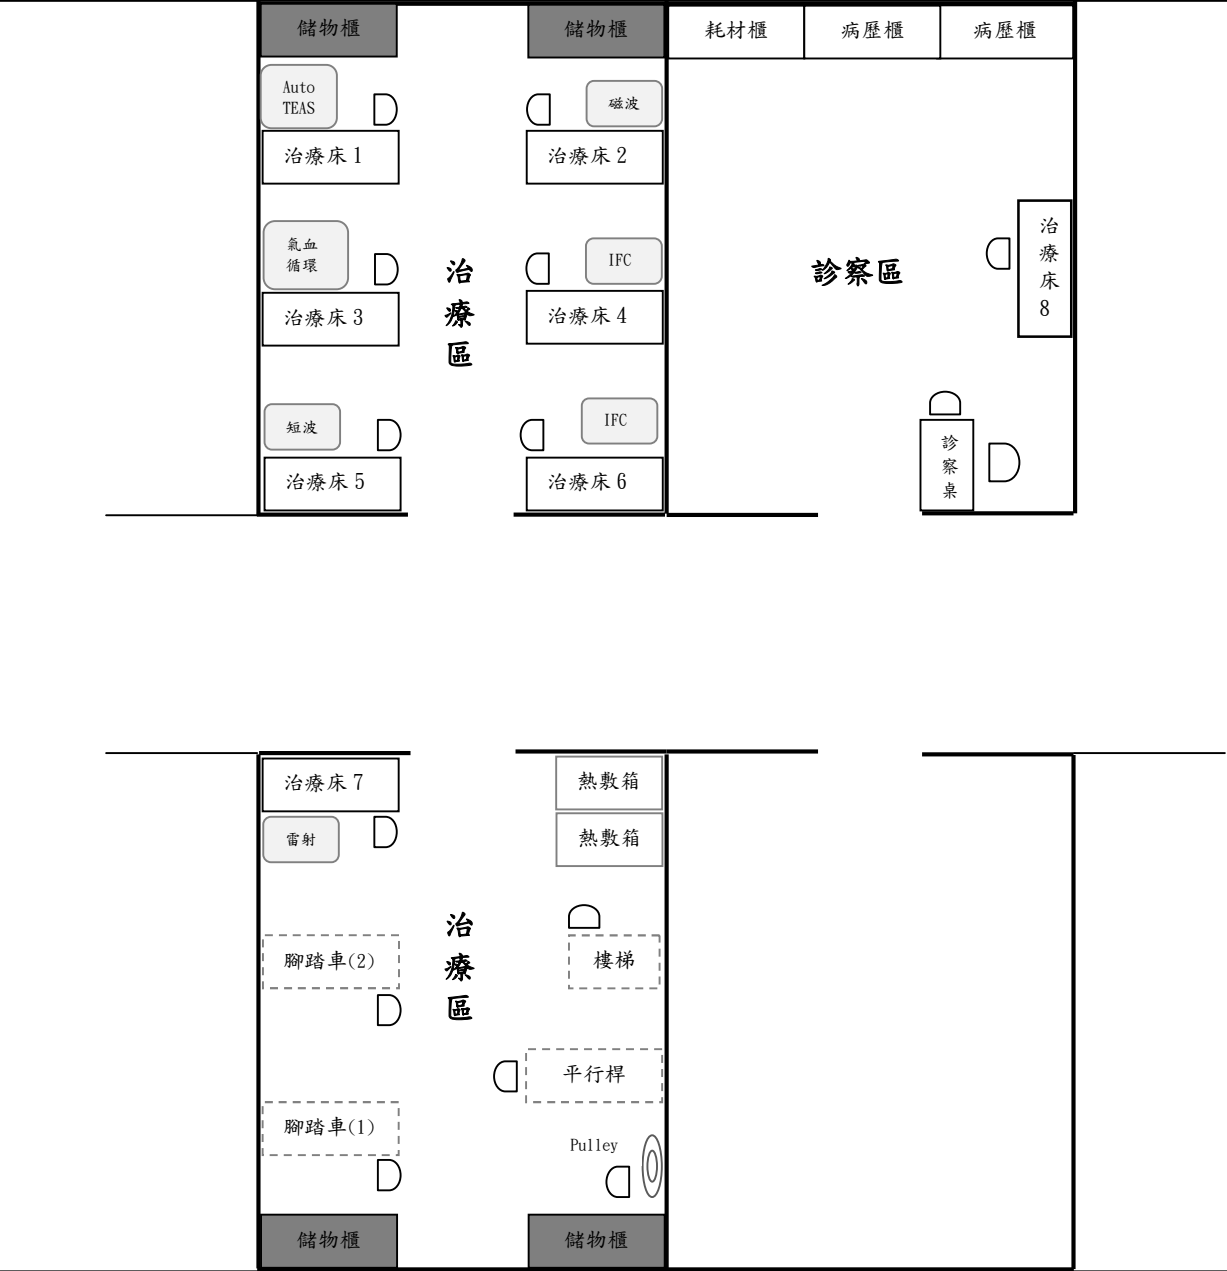 儲物櫃
儲物櫃
耗材櫃
病歷櫃
病歷櫃
Auto
TEAS
磁波
治療床 1
治療床 2
氣血
循環
IFC
治療床 3
治療床 4
治
療
區
診察區
治
療
床
8
短波
IFC
治療床 5
治療床 6
診
察
桌
治療床 7
熱敷箱
雷射
熱敷箱
治
療
區
腳踏車(2)
樓梯
平行桿
腳踏車(1)
Pulley
儲物櫃
儲物櫃